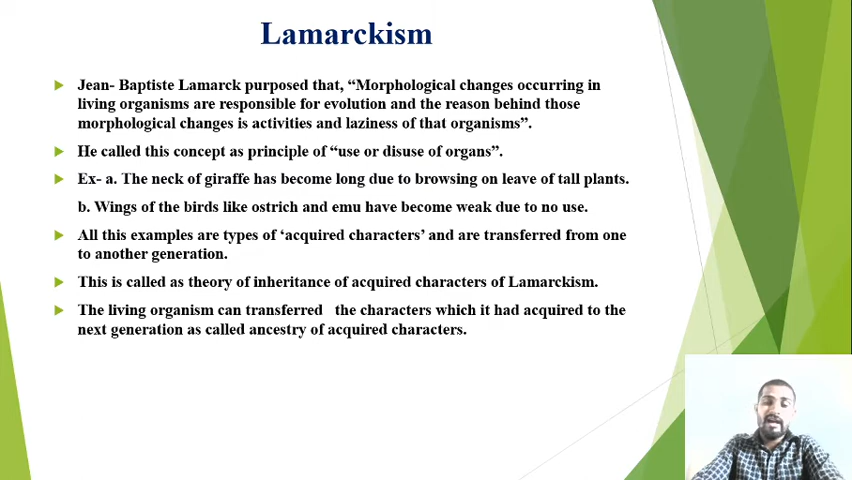 Lamarckism
Jean- Baptiste Lamarck purposed that, “Morphological changes occurring in
living organisms are responsible for evolution and the reason behind those
morphological changes is activities and laziness of that organisms”.
He called this concept as principle of “use or disuse of organs”.
Ex- a. The neck of giraffe has become long due to browsing on leave of tall plants.
b. Wings of the birds like ostrich and emu have become weak due to no use.
All this examples are types of ‘acquired characters’ and are transferred from one
to another generation.
This is called as theory of inheritance of acquired characters of Lamarckism.
The living organism can transferred the characters which it had acquired to the
next generation as called ancestry of acquired characters.